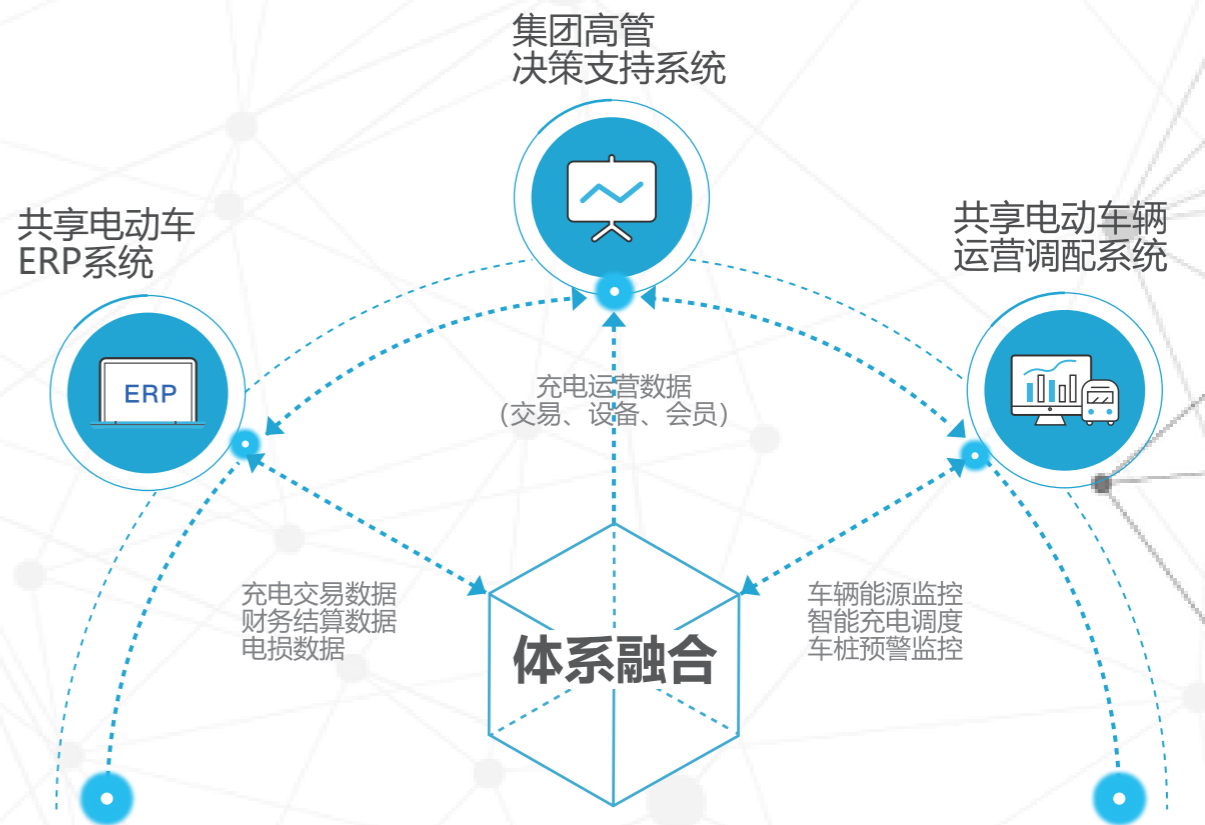 集团高管
决策支持系统
共享电动车
ERP系统
共享电动车辆
运营调配系统
ERP
充电运营数据
（交易、设备、会员）
充电交易数据
财务结算数据
电损数据
车辆能源监控
智能充电调度
车桩预警监控
体系融合